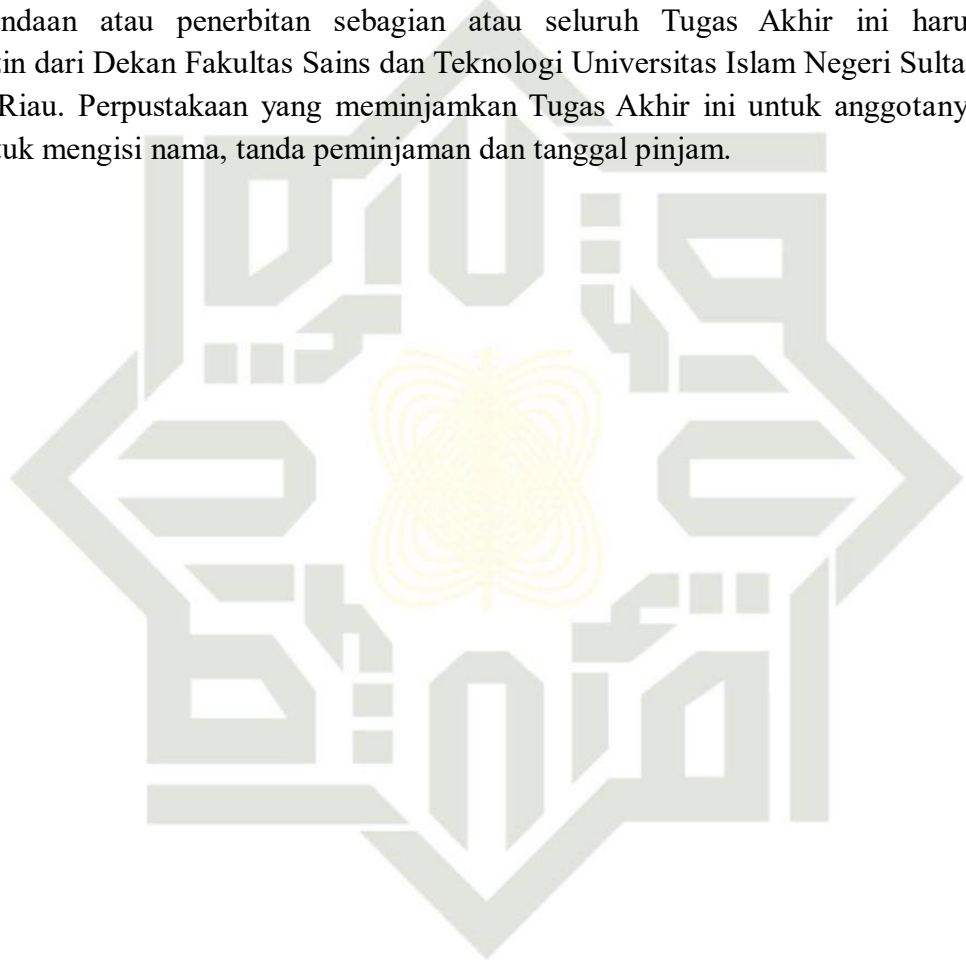 ndaan atau penerbitan sebagian atau seluruh Tugas Akhir ini haru
in dari Dekan Fakultas Sains dan Teknologi Universitas Islam Negeri Sulta
Riau. Perpustakaan yang meminjamkan Tugas Akhir ini untuk anggotany
tuk mengisi nama, tanda peminjaman dan tanggal pinjam.